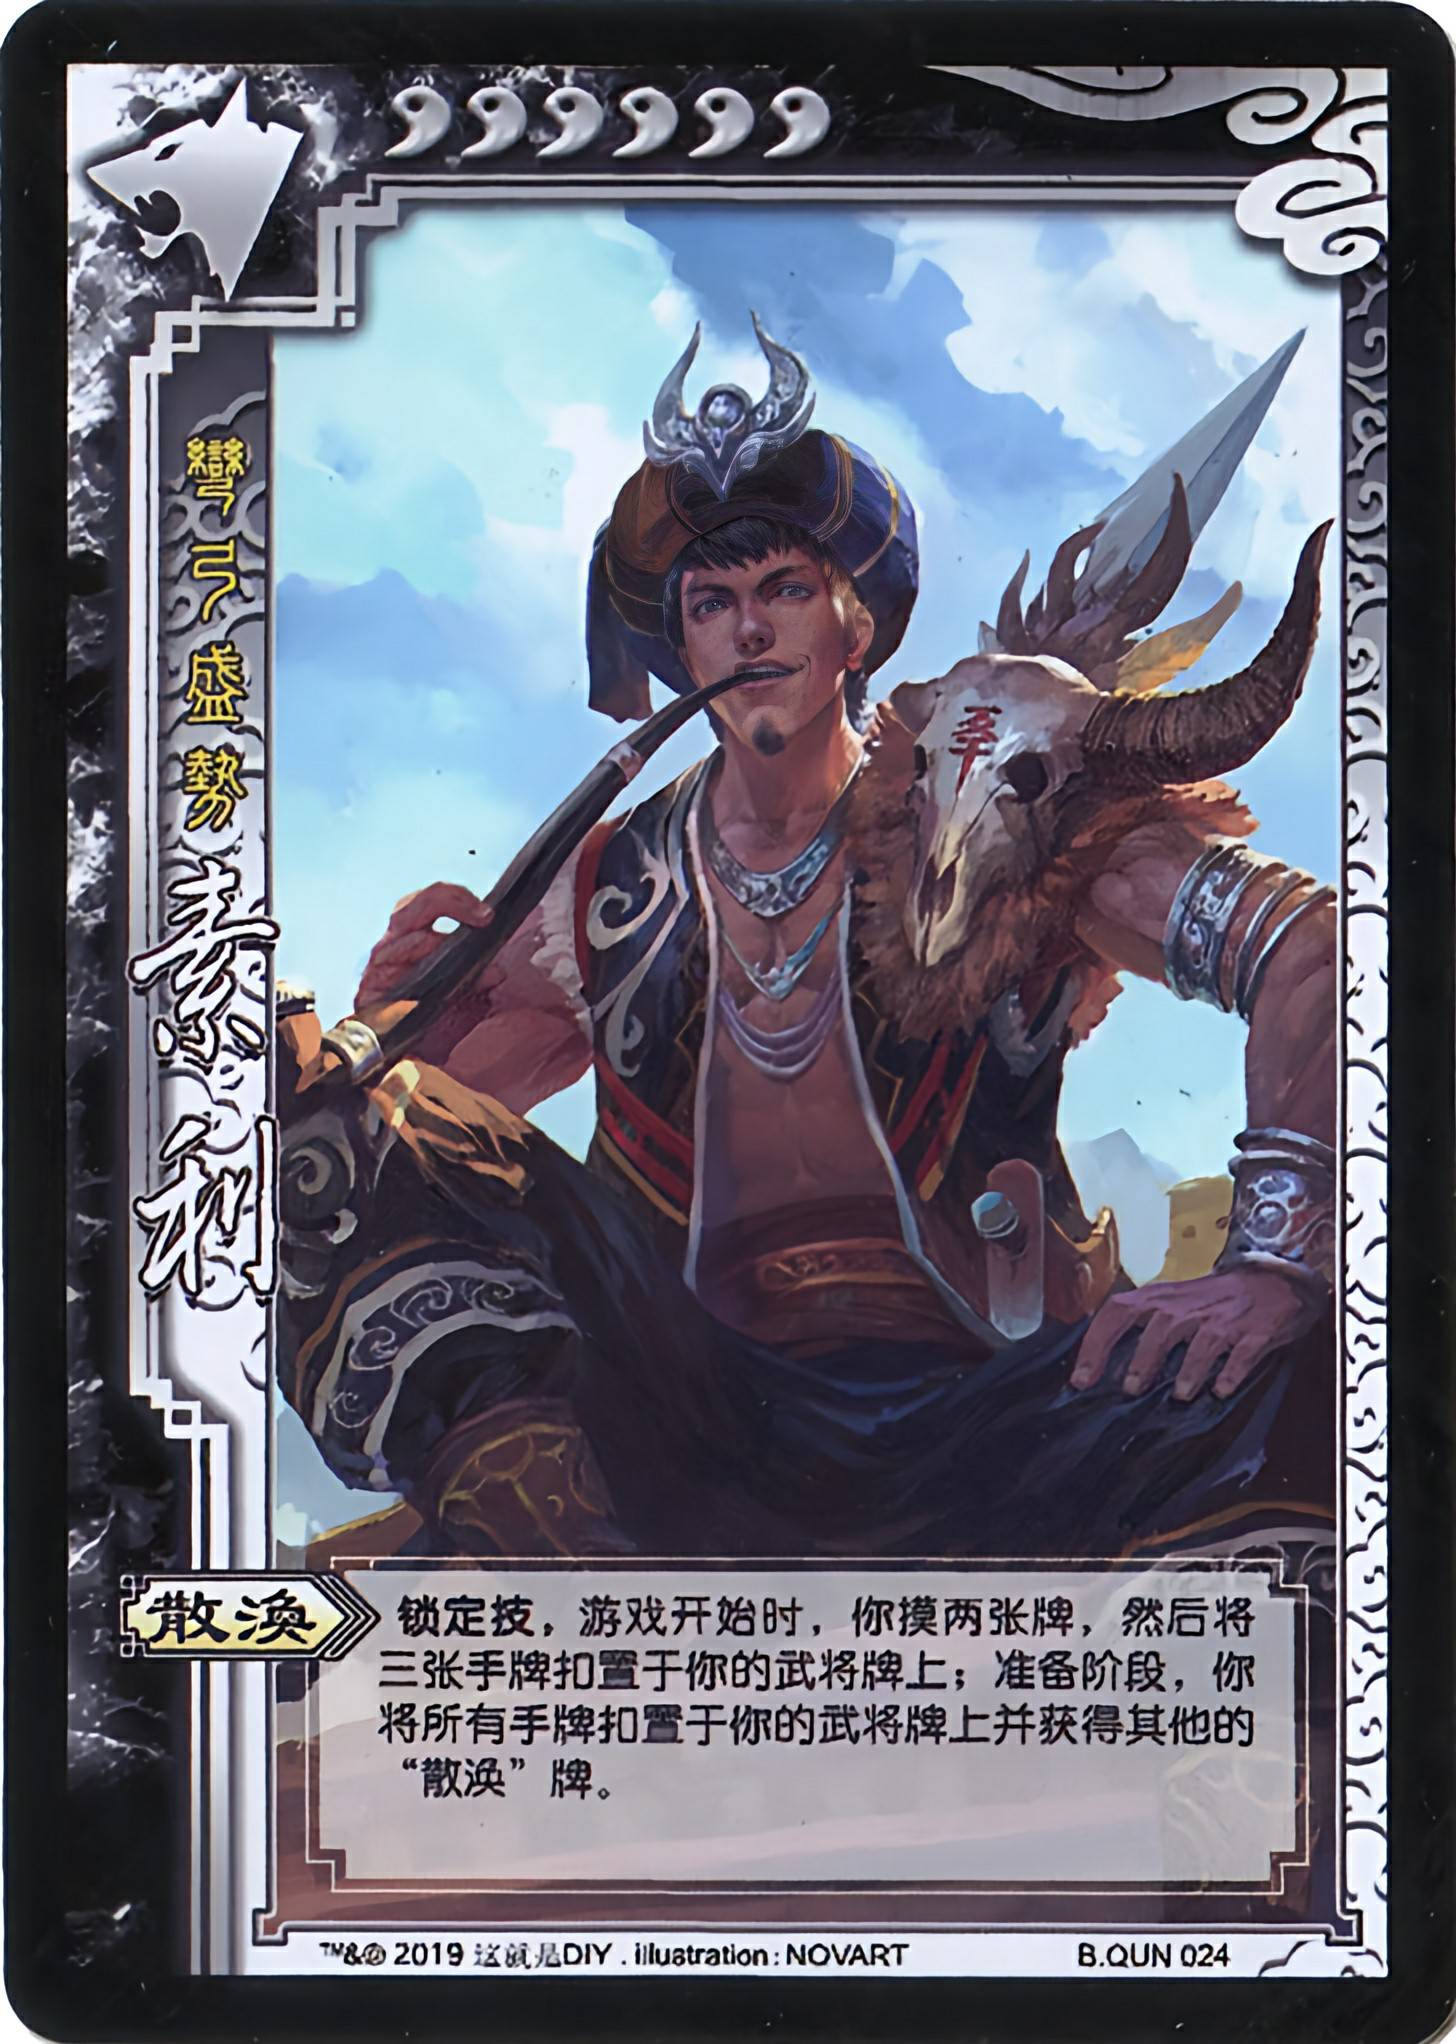 彎弓盛勢
素利
散涣
锁定技，游戏开始时，你摸两张牌，然后将
三张手牌扣置于你的武将牌上；准备阶段，你
将所有手牌扣置于你的武将牌上并获得其他的
“散涣”牌。
™&© 2019 这就是DIY . illustration : NOVART
B.QUN 024